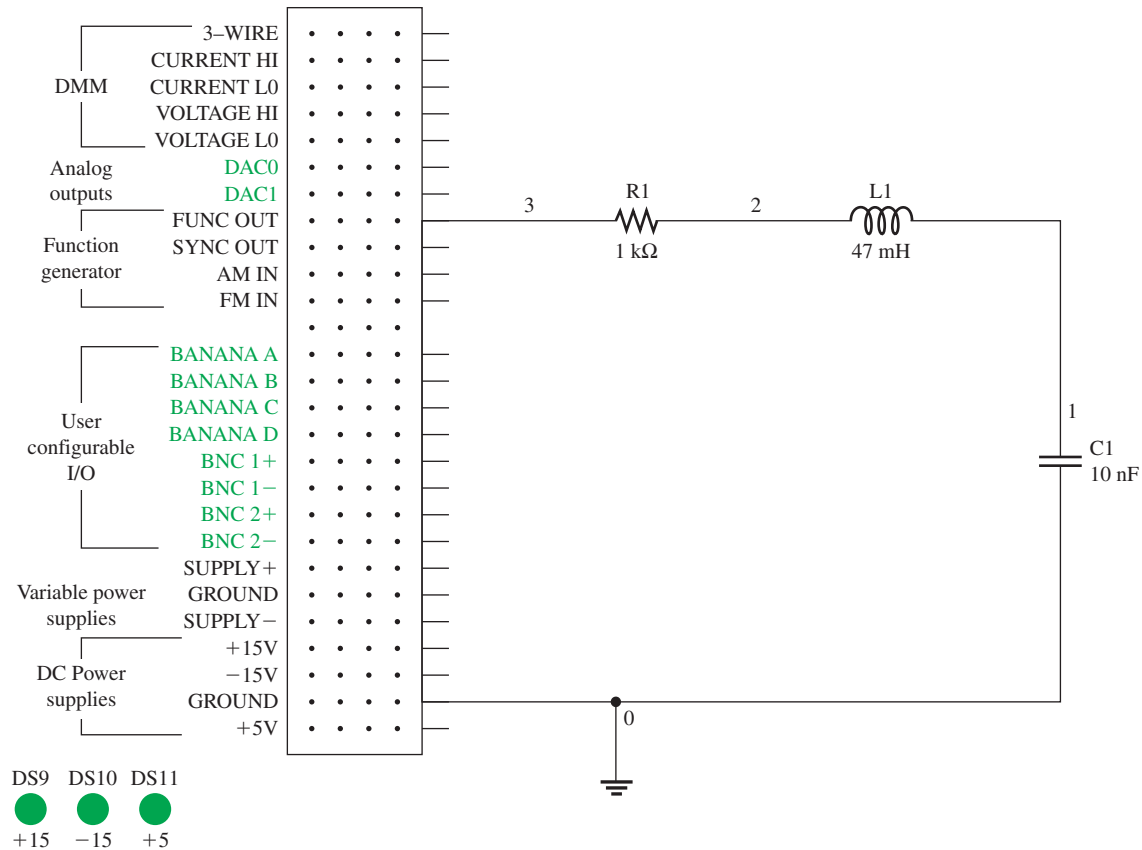 3–WIRE
CURRENT HI
CURRENT L0
VOLTAGE HI
VOLTAGE L0
DMM
DAC0
DAC1
Analog
outputs
FUNC OUT
SYNC OUT
AM IN
FM IN
Function
generator
BANANA A
BANANA B
BANANA C
BANANA D
BNC 1+
BNC 1−
BNC 2+
BNC 2−
User
configurable
I/O
SUPPLY+
GROUND
SUPPLY−
Variable power
supplies
+15V
−15V
GROUND
+5V
DC Power
supplies
3
R1
1 kΩ
2
L1
47 mH
1
C1
10 nF
0
DS9 DS10 DS11
+15 −15 +5